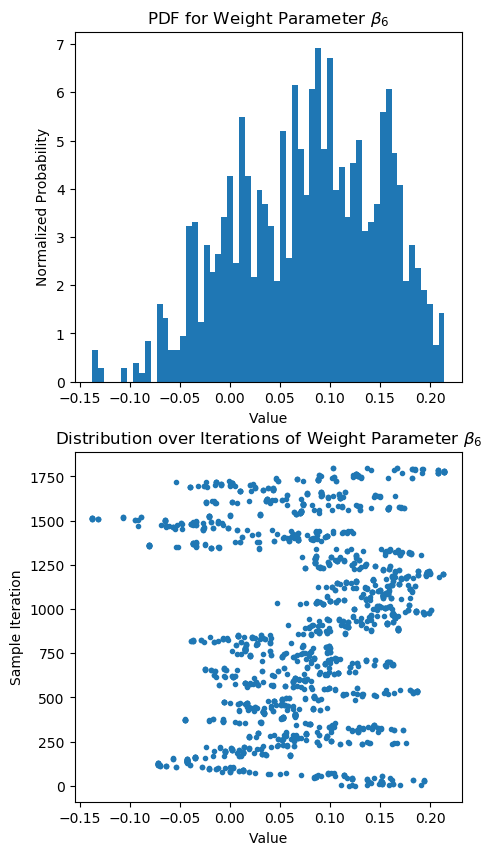 PDF for Weight Parameter β₆
7
6
5
4
3
2
1
0
Normalized Probability
−0.15 −0.10 −0.05 0.00 0.05 0.10 0.15 0.20
Value
Distribution over Iterations of Weight Parameter β₆
1750
1500
1250
1000
750
500
250
0
Sample Iteration
−0.15 −0.10 −0.05 0.00 0.05 0.10 0.15 0.20
Value